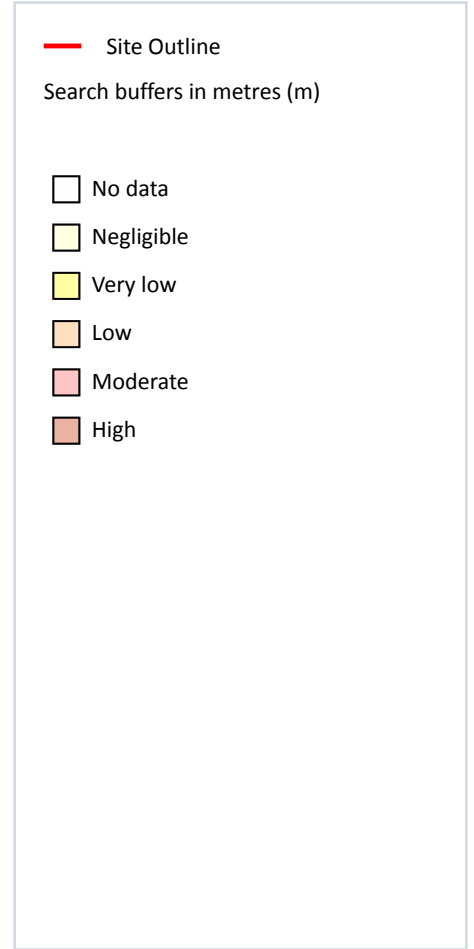 Site Outline
Search buffers in metres (m)
No data
Negligible
Very low
Low
Moderate
High